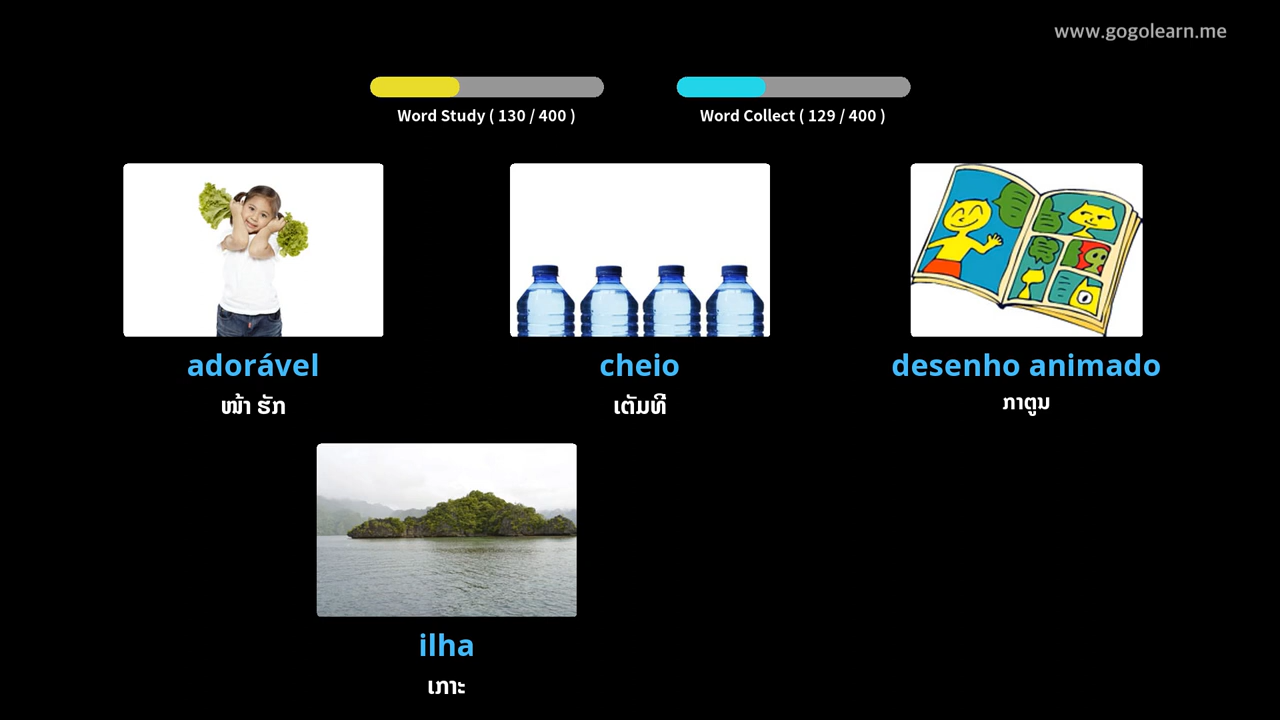 www.gogolearn.me
Word Study ( 130 / 400 )
Word Collect ( 129 / 400 )
adorável
ໜ້າ ຮັກ
cheio
ເຕັມທີ
desenho animado
ກາຕູນ
ilha
ເກາະ